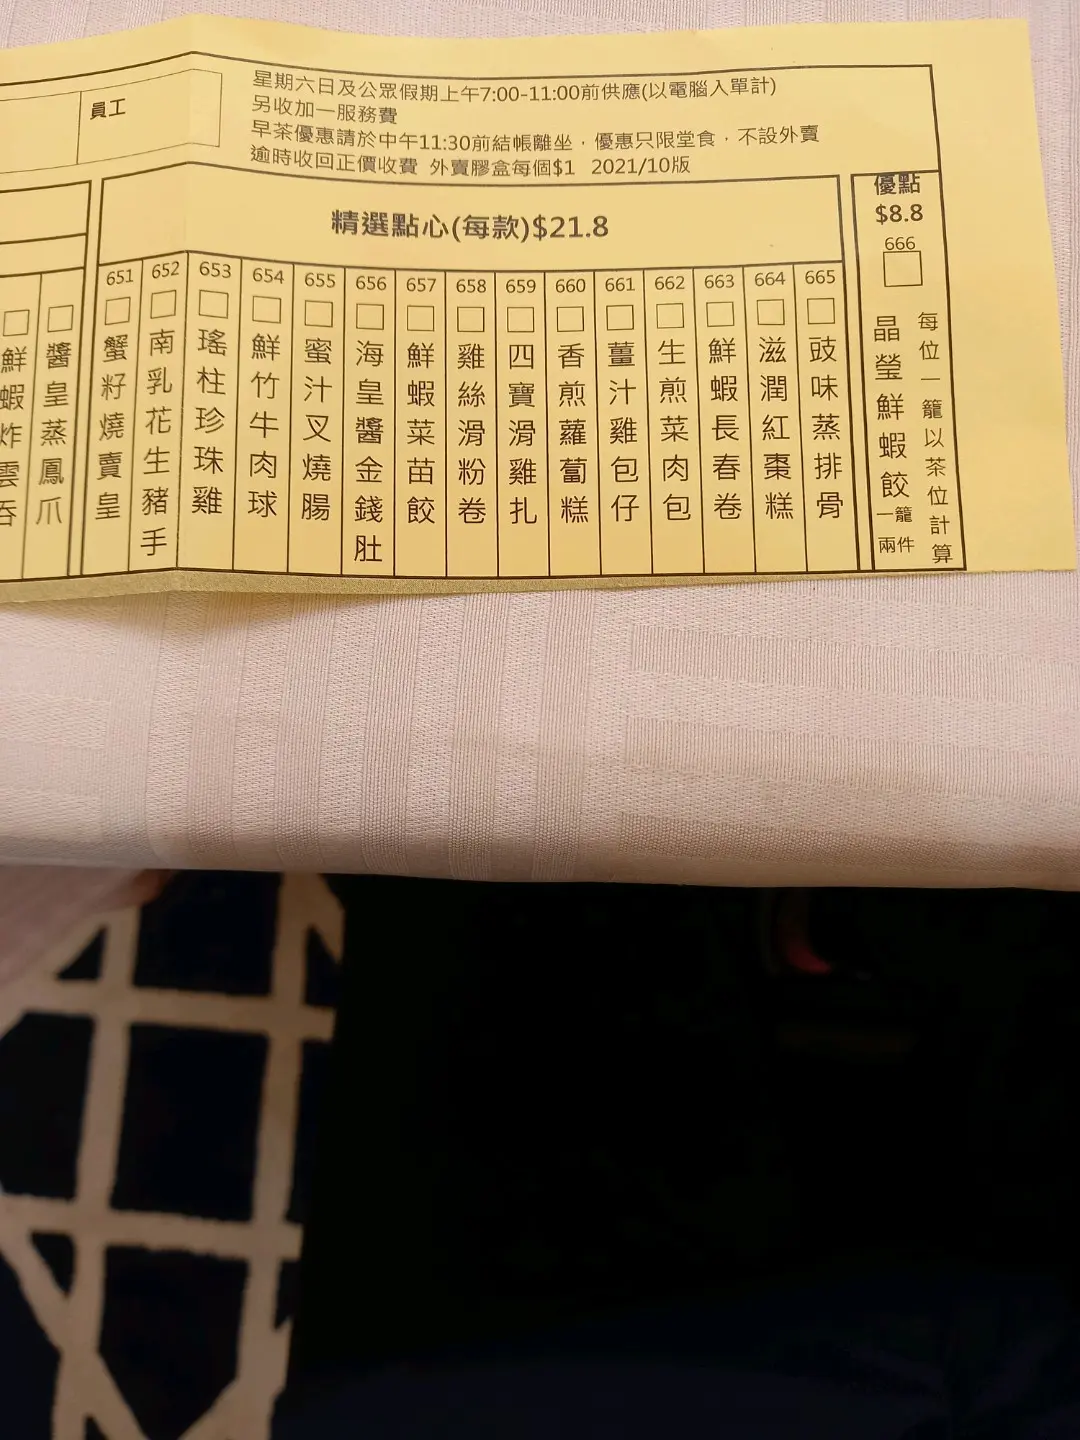 員工
星期六日及公眾假期上午7:00-11:00前供應(以電腦入單計)
另收加一服務費
早茶優惠請於中午11:30前結帳離坐，優惠只限堂食，不設外賣
逾時收回正價收費 外賣膠盒每個$1 2021/10版
鮮蝦炸雲吞
醬皇蒸鳳爪
精選點心(每款)$21.8
651 蟹籽燒賣皇
652 南乳花生豬手
653 瑤柱珍珠雞
654 鮮竹牛肉球
655 蜜汁叉燒腸
656 海皇醬金錢肚
657 鮮蝦菜苗餃
658 雞絲滑粉卷
659 四寶滑雞扎
660 香煎蘿蔔糕
661 薑汁雞包仔
662 生煎菜肉包
663 鮮蝦長春卷
664 滋潤紅棗糕
665 豉味蒸排骨
優點
$8.8
666
晶瑩鮮蝦餃一籠兩件
每位一籠以茶位計算